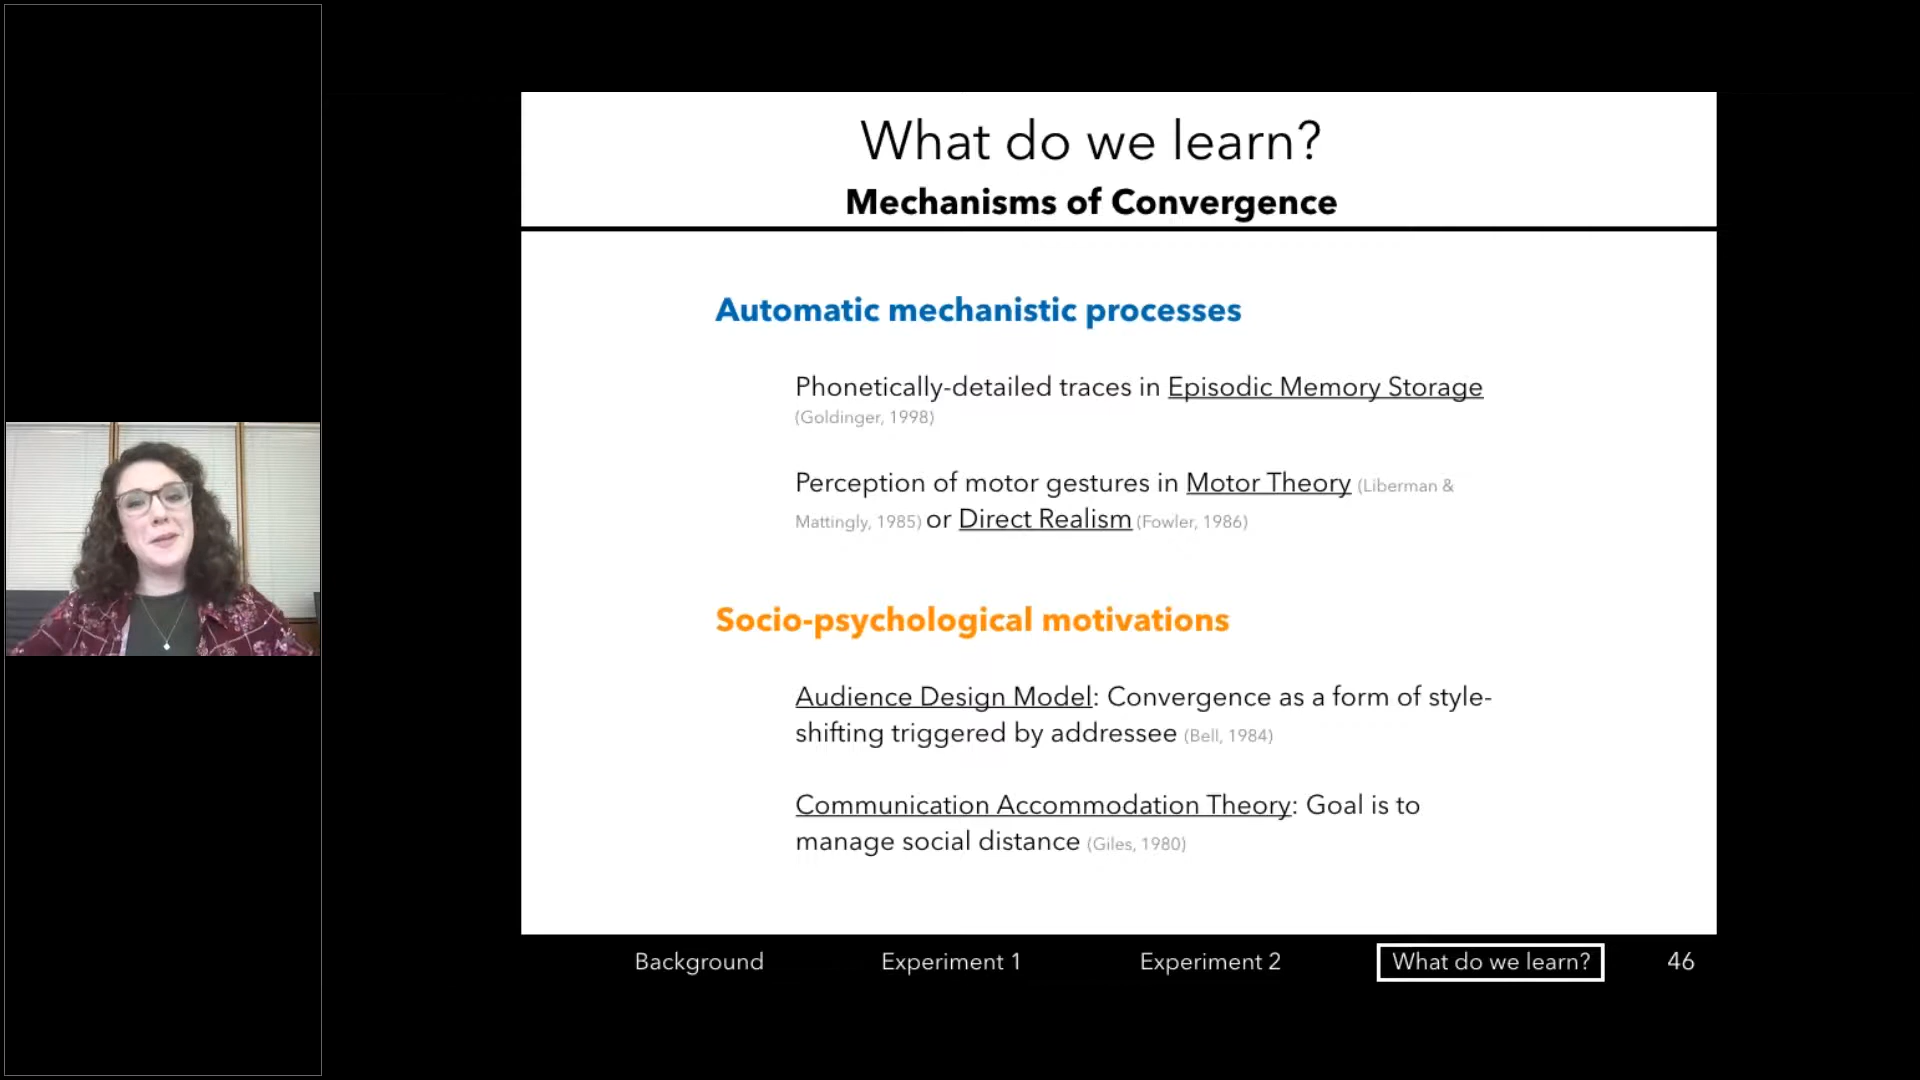 What do we learn?
Mechanisms of Convergence
Automatic mechanistic processes
Phonetically-detailed traces in Episodic Memory Storage
(Goldinger, 1998)
Perception of motor gestures in Motor Theory (Liberman &
Mattingly, 1985) or Direct Realism (Fowler, 1986)
Socio-psychological motivations
Audience Design Model: Convergence as a form of style-
shifting triggered by addressee (Bell, 1984)
Communication Accommodation Theory: Goal is to
manage social distance (Giles, 1980)
Background Experiment 1 Experiment 2 What do we learn? 46